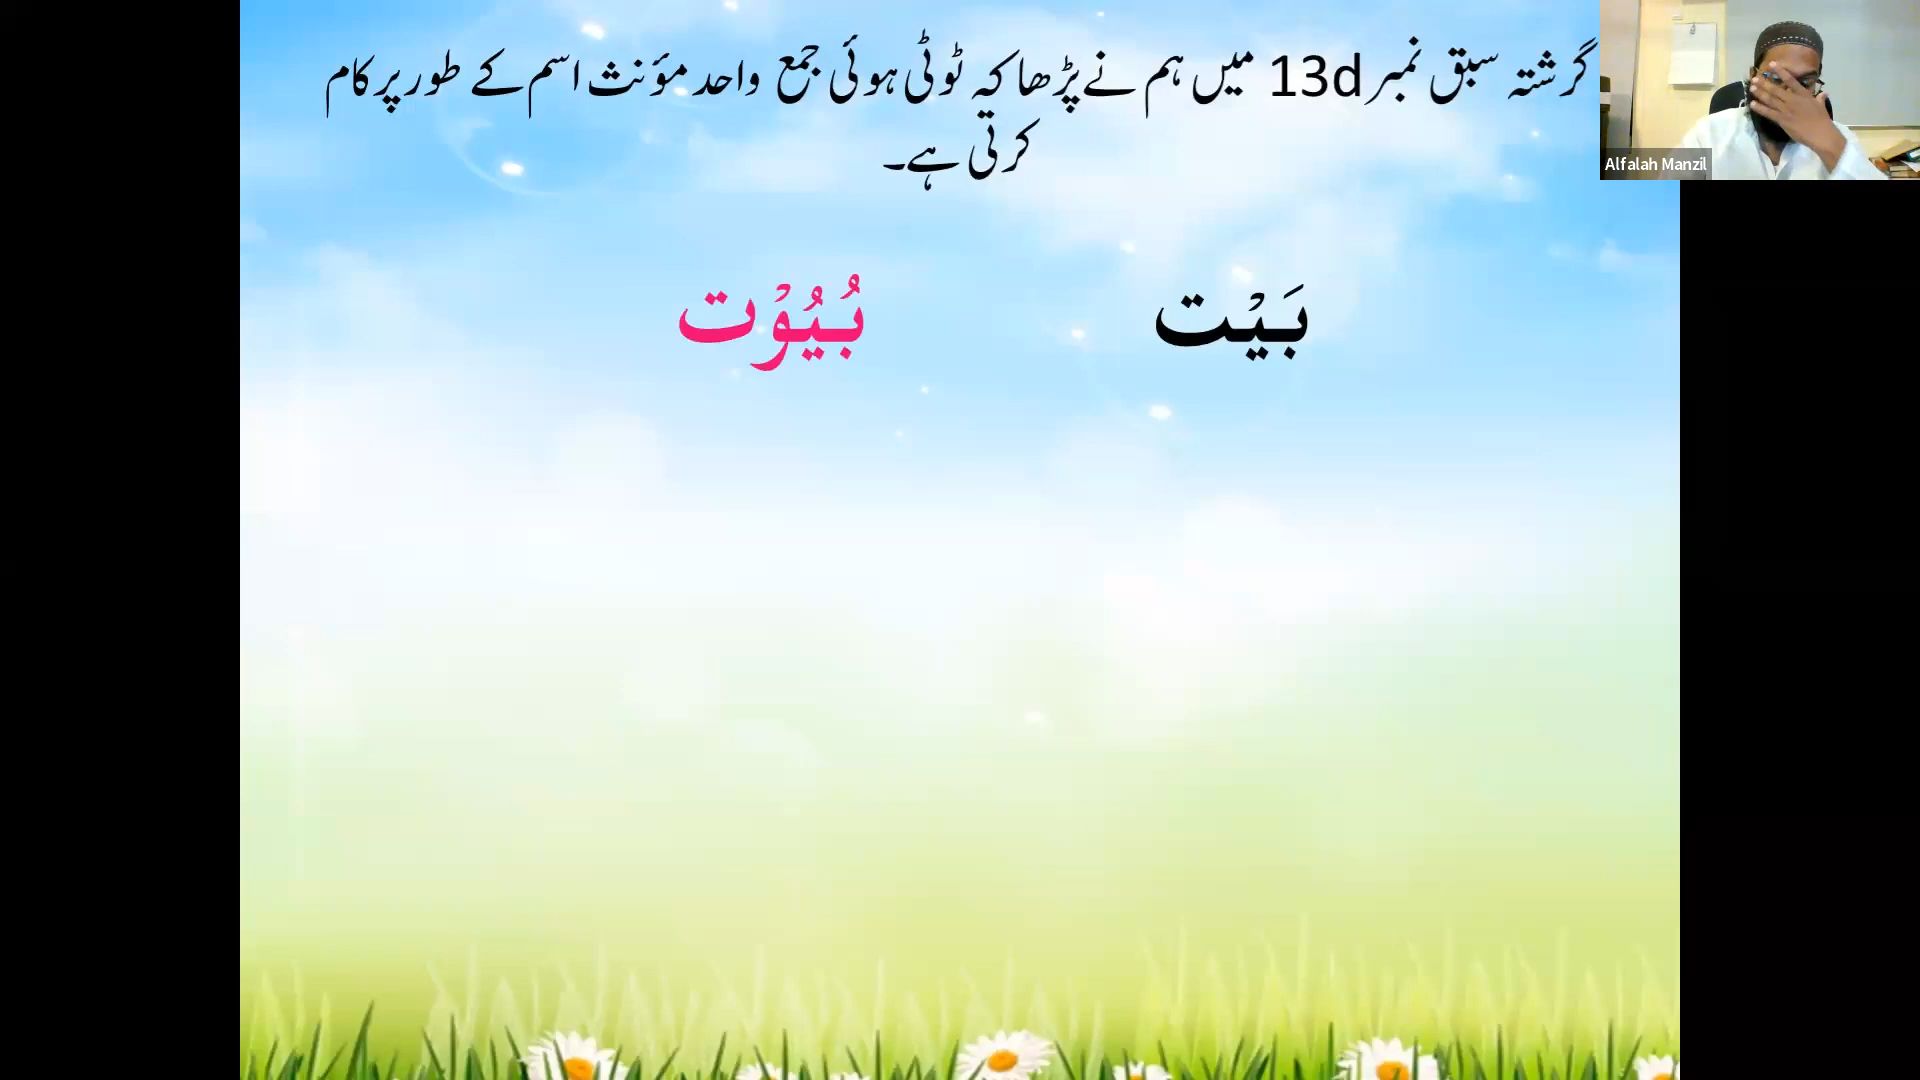 گزشتہ سبق نمبر 13d میں ہم نے پڑھا کہ ٹوٹی ہوئی جمع واحد مؤنث اسم کے طور پر کام
کرتی ہے۔
بَيْت بُيُوْت
Alfalah Manzil